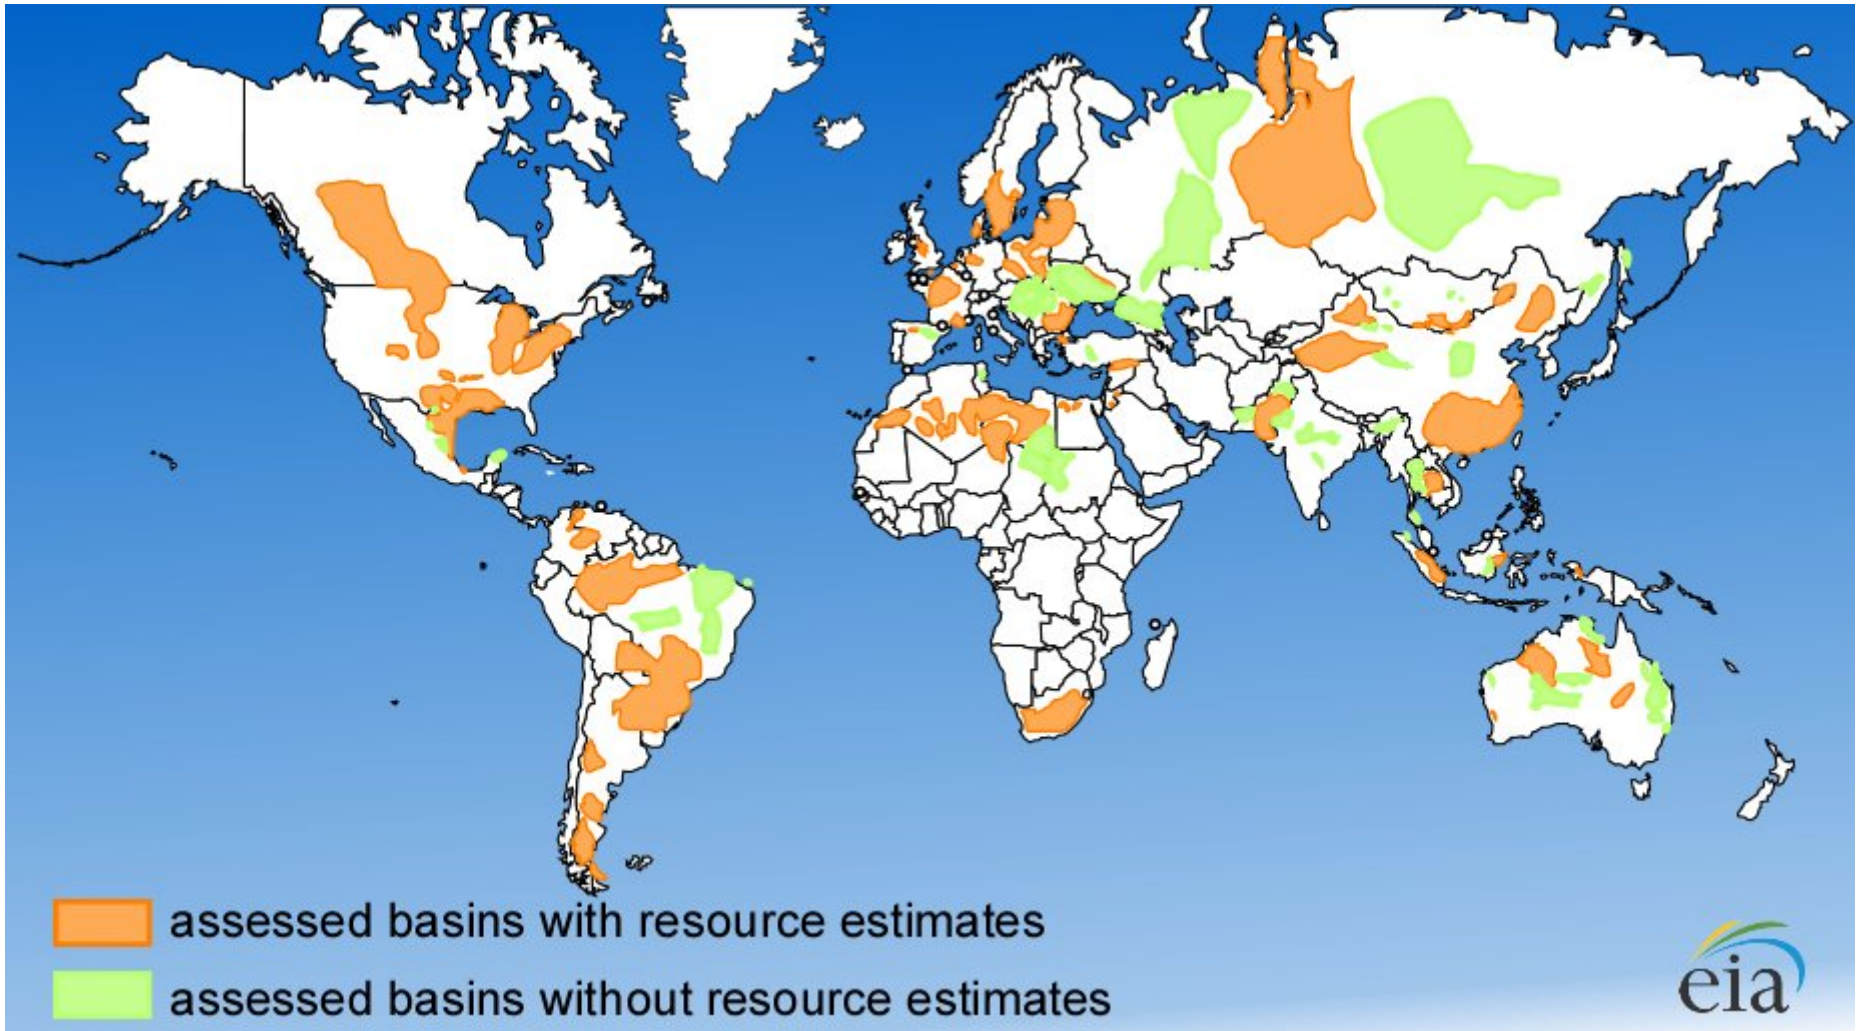 assessed basins with resource estimates
assessed basins without resource estimates
eia